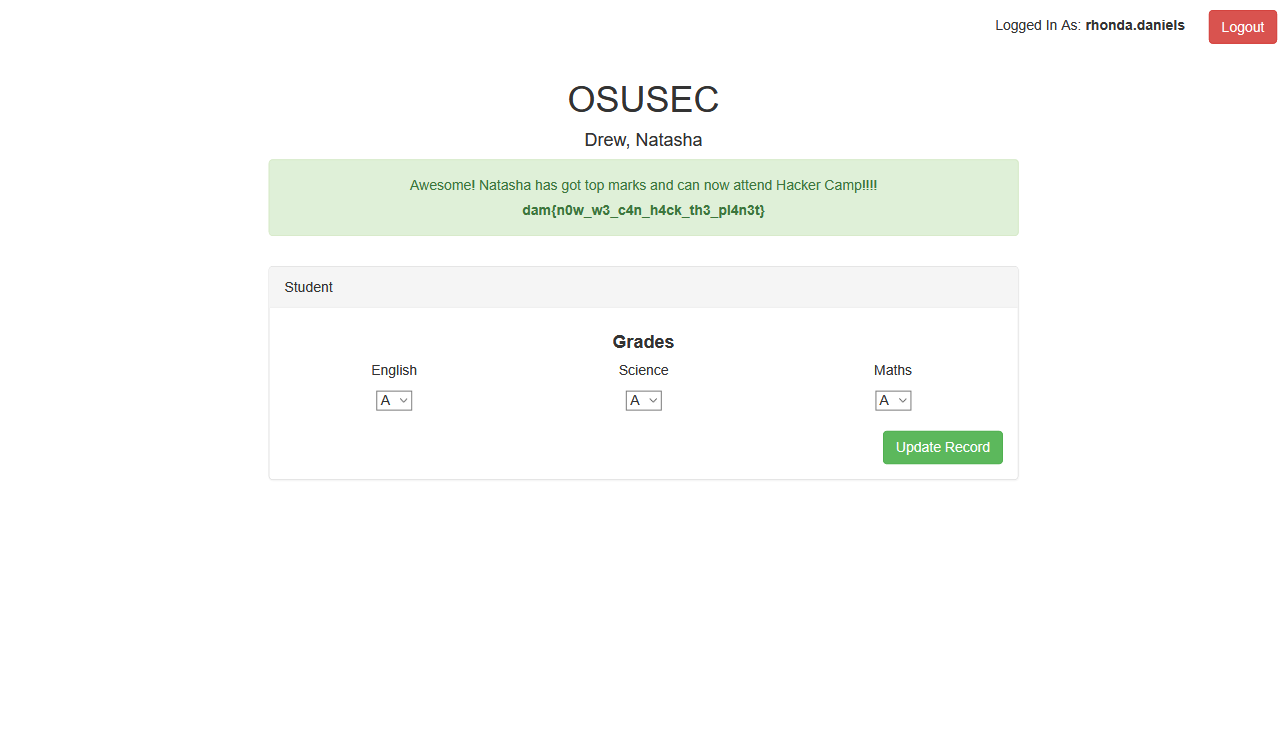 Logged In As: rhonda.daniels
Logout
OSUSEC
Drew, Natasha
Awesome! Natasha has got top marks and can now attend Hacker Camp!!!!
dam{n0w_w3_c4n_h4ck_th3_pl4n3t}
Student
Grades
English Science Maths
A A A
Update Record